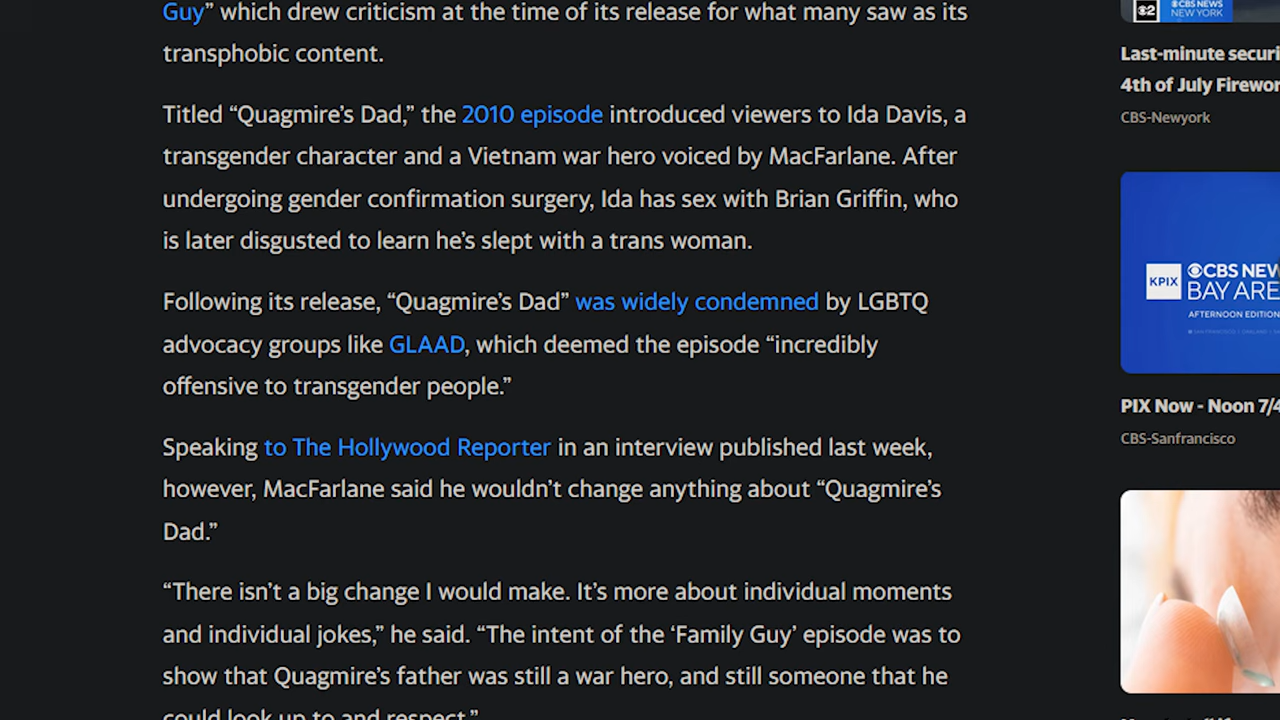 Guy” which drew criticism at the time of its release for what many saw as its
transphobic content.
Titled “Quagmire’s Dad,” the 2010 episode introduced viewers to Ida Davis, a
transgender character and a Vietnam war hero voiced by MacFarlane. After
undergoing gender confirmation surgery, Ida has sex with Brian Griffin, who
is later disgusted to learn he’s slept with a trans woman.
Following its release, “Quagmire’s Dad” was widely condemned by LGBTQ
advocacy groups like GLAAD, which deemed the episode “incredibly
offensive to transgender people.”
Speaking to The Hollywood Reporter in an interview published last week,
however, MacFarlane said he wouldn’t change anything about “Quagmire’s
Dad.”
“There isn’t a big change I would make. It’s more about individual moments
and individual jokes,” he said. “The intent of the ‘Family Guy’ episode was to
show that Quagmire’s father was still a war hero, and still someone that he
could look up to and respect.”
2 CBS NEWS
NEW YORK
Last-minute securi
4th of July Firewor
CBS-Newyork
KPIX
CBS NEW
BAY ARE
AFTERNOON EDITION
PIX Now - Noon 7/4
CBS-Sanfrancisco